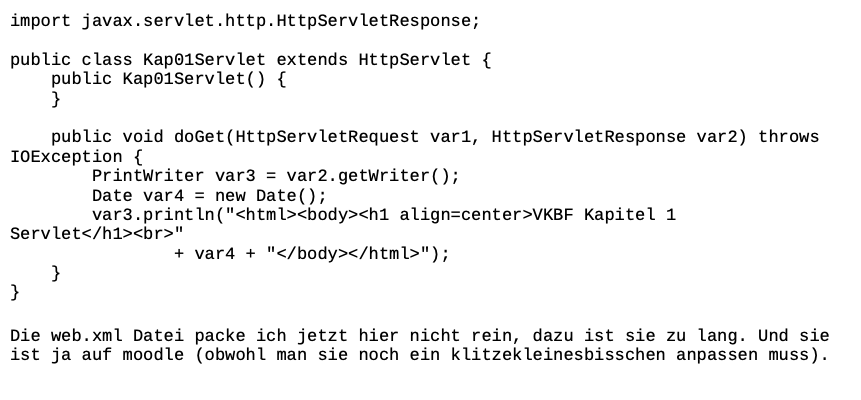 import javax.servlet.http.HttpServletResponse;

public class Kap01Servlet extends HttpServlet {
    public Kap01Servlet() {
    }

    public void doGet(HttpServletRequest var1, HttpServletResponse var2) throws
IOException {
        PrintWriter var3 = var2.getWriter();
        Date var4 = new Date();
        var3.println("<html><body><h1 align=center>VKBF Kapitel 1
Servlet</h1><br>"
                + var4 + "</body></html>");
    }
}

Die web.xml Datei packe ich jetzt hier nicht rein, dazu ist sie zu lang. Und sie
ist ja auf moodle (obwohl man sie noch ein klitzekleinesbisschen anpassen muss).